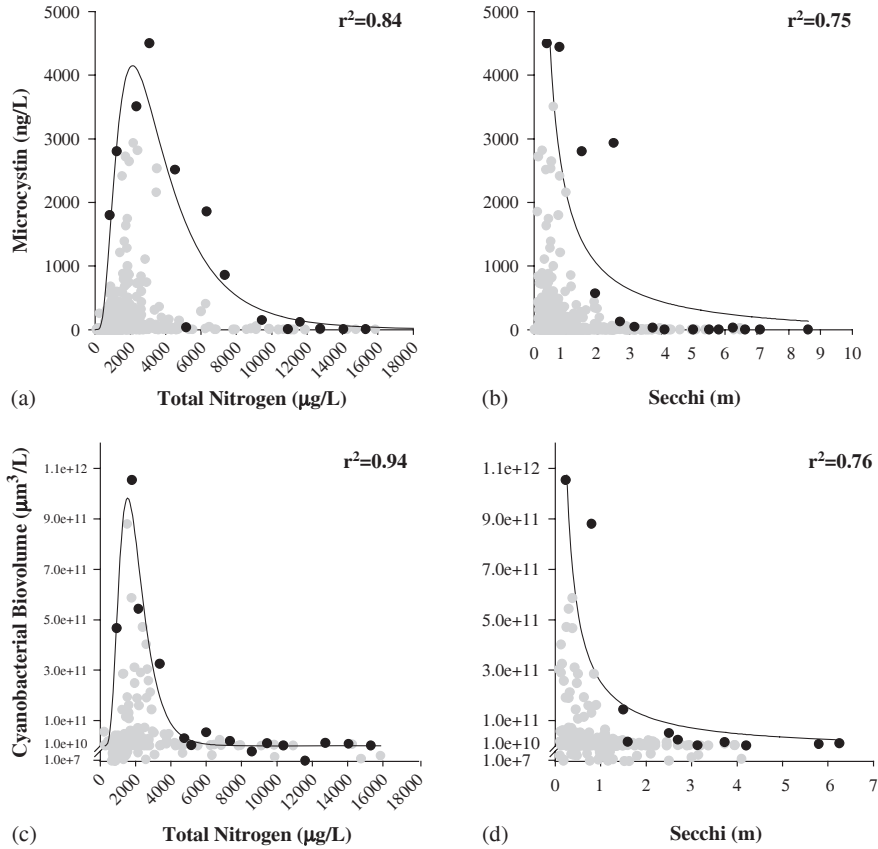 r²=0.84
Microcystin (ng/L)
5000
4000
3000
2000
1000
0
0 2000 4000 6000 8000 10000 12000 14000 16000 18000
(a) Total Nitrogen (μg/L)
r²=0.75
5000
4000
3000
2000
1000
0
0 1 2 3 4 5 6 7 8 9 10
(b) Secchi (m)
r²=0.94
Cyanobacterial Biovolume (μm³/L)
1.1e+12
9.0e+11
7.0e+11
5.0e+11
3.0e+11
1.0e+11
1.0e+10
1.0e+7
0 2000 4000 6000 8000 10000 12000 14000 16000 18000
(c) Total Nitrogen (μg/L)
r²=0.76
1.1e+12
9.0e+11
7.0e+11
5.0e+11
3.0e+11
1.0e+11
1.0e+10
1.0e+7
0 1 2 3 4 5 6 7
(d) Secchi (m)